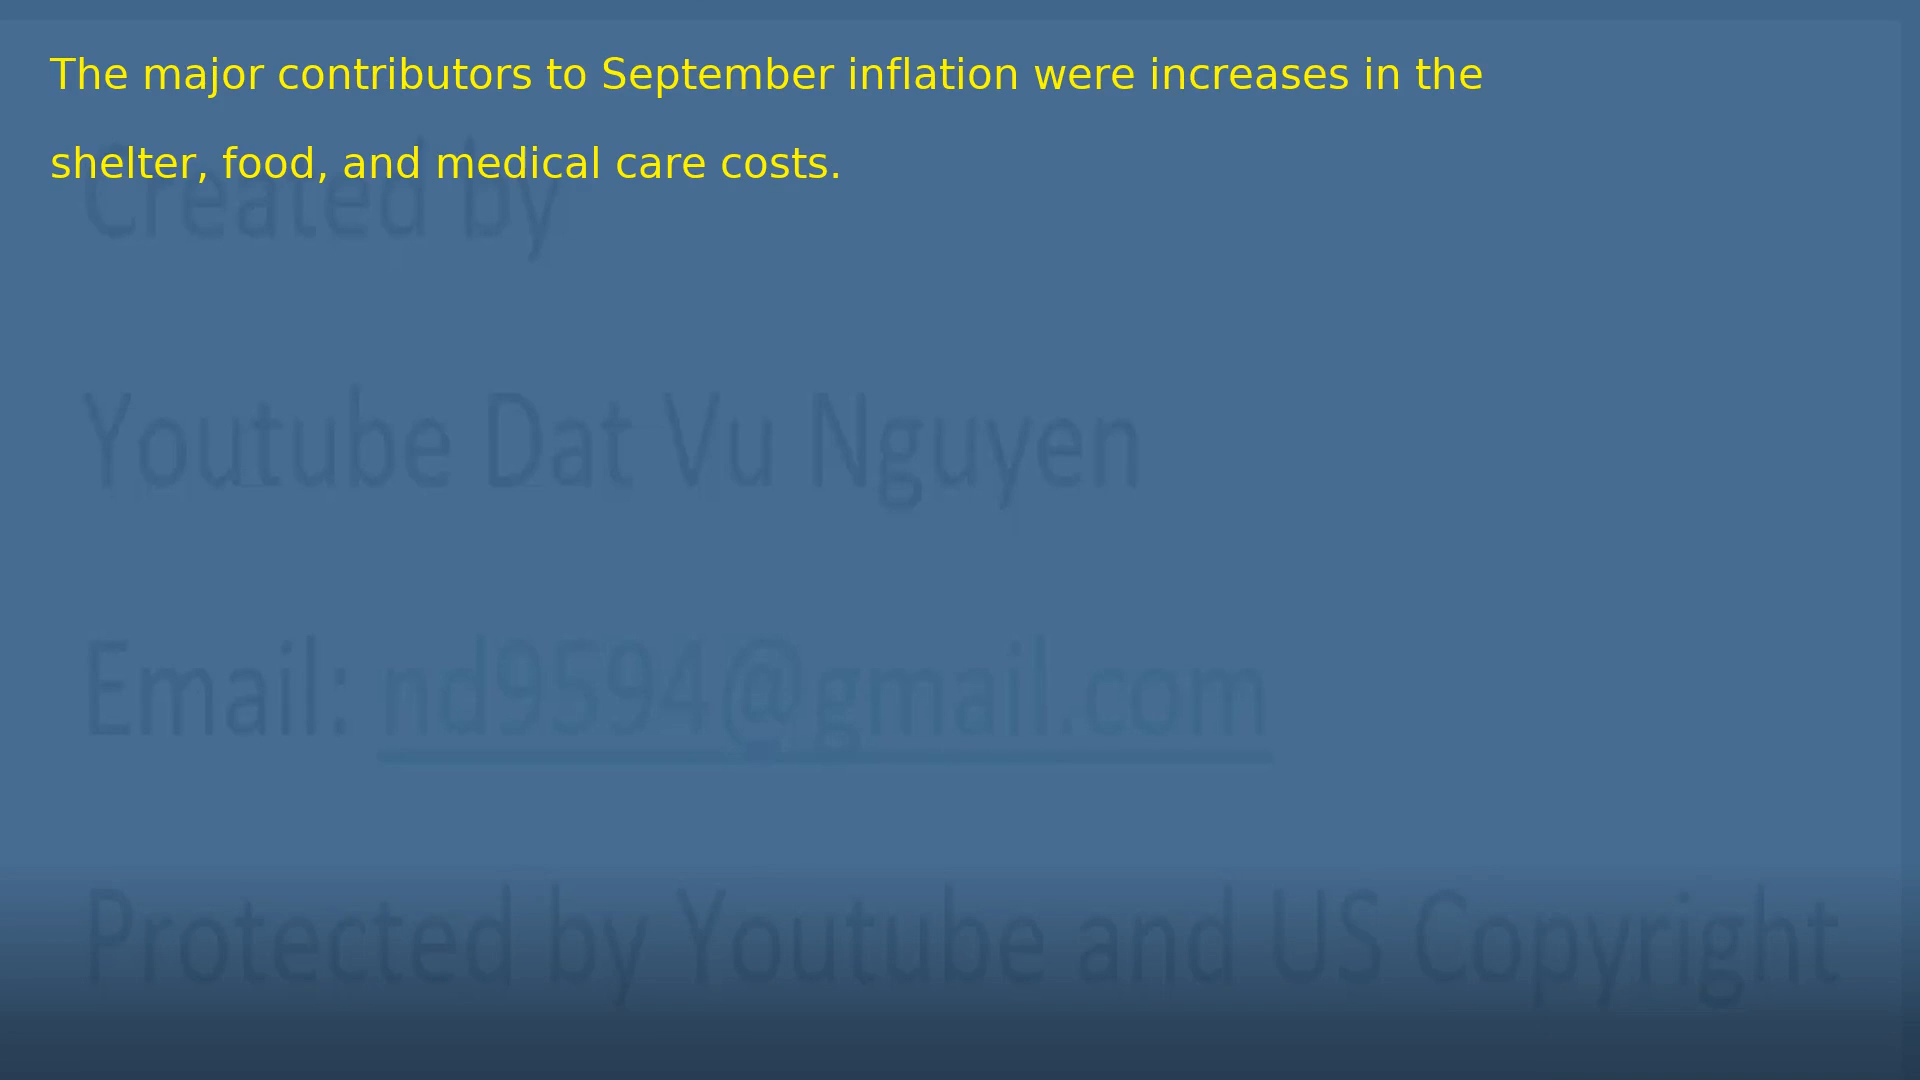 The major contributors to September inflation were increases in the
shelter, food, and medical care costs.
Created by
Youtube Dat Vu Nguyen
Email: nd9594@gmail.com
Protected by Youtube and US Copyright